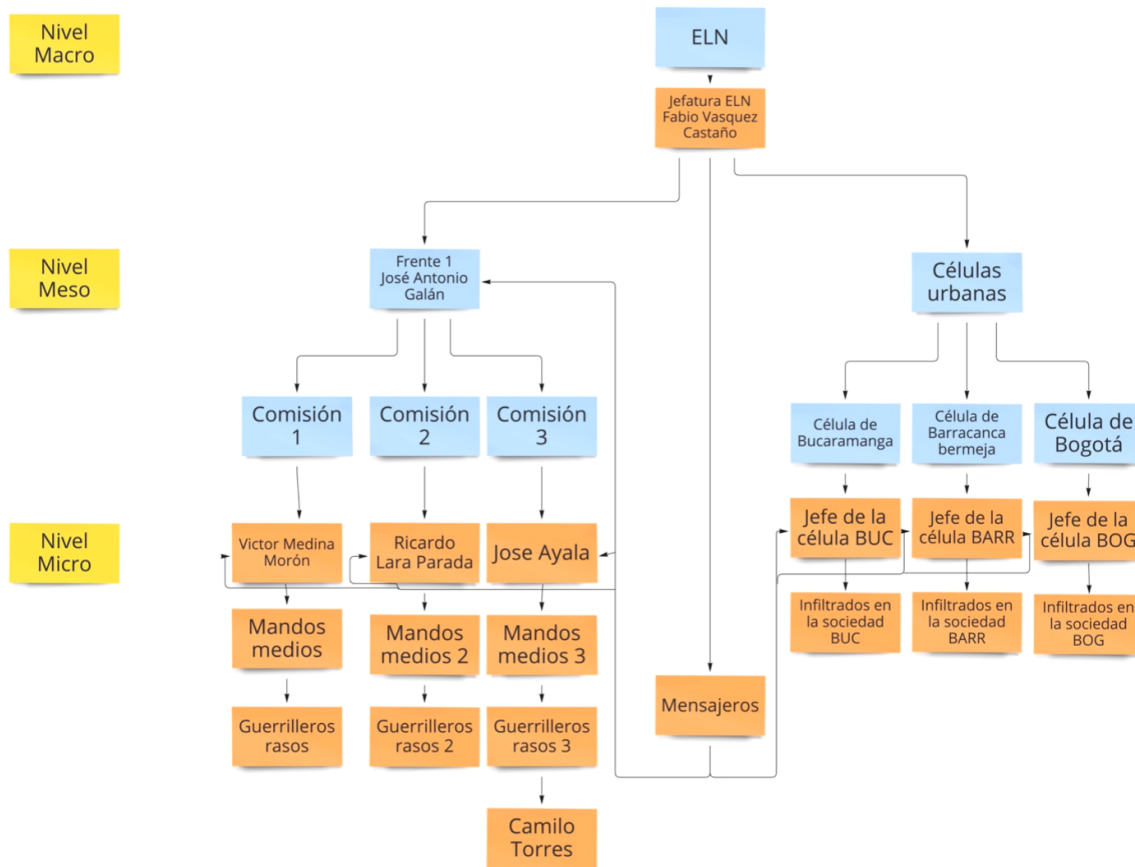 Nivel
Macro
ELN
Jefatura ELN
Fabio Vasquez
Castaño
Nivel
Meso
Frente 1
José Antonio
Galán
Células
urbanas
Comisión
1
Comisión
2
Comisión
3
Célula de
Bucaramanga
Célula de
Barracanca
bermeja
Célula de
Bogotá
Nivel
Micro
Victor Medina
Morón
Ricardo
Lara Parada
Jose Ayala
Jefe de la
célula BUC
Jefe de la
célula BARR
Jefe de la
célula BOG
Mandos
medios
Mandos
medios 2
Mandos
medios 3
Infiltrados en
la sociedad
BUC
Infiltrados en
la sociedad
BARR
Infiltrados en
la sociedad
BOG
Guerrilleros
rasos
Guerrilleros
rasos 2
Guerrilleros
rasos 3
Mensajeros
Camilo
Torres